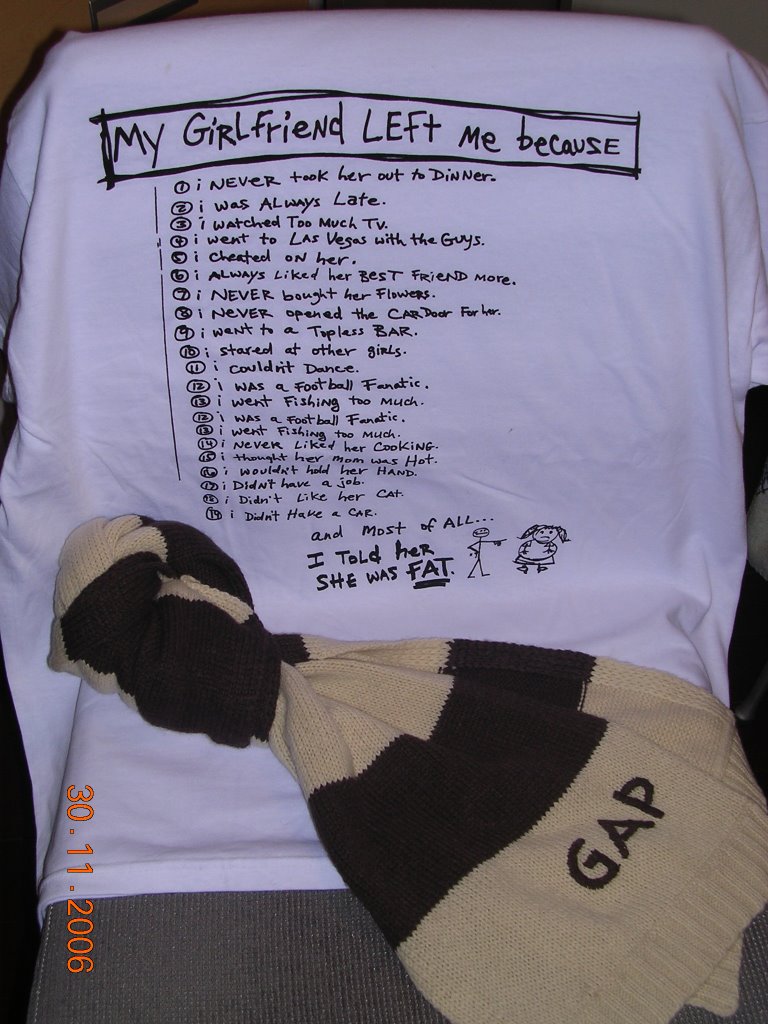 My GiRLFriend LEFt Me because
1 i NEVER took her out to DiNNer.
2 i was ALWAYs Late.
3 i watched Too Much Tv.
4 i went to LAs Vegas with the GUYs.
5 i cheated oN her.
6 i ALWAYS Liked her BEST FRiEND More.
7 i NEVER bought her Flowers.
8 i NEVER opened the CAR Door For her.
9 i went to a Topless BAR.
10 i stared at other girls.
11 i couldn't Dance.
12 i WAS a Football Fanatic.
13 i went Fishing too much.
12 i was a Football Fanatic.
13 i went Fishing too much.
14 i NEVER Liked her COOKiNG.
15 i thought her mom was Hot.
16 i wouldn't hold her HAND.
17 i Didn't have a job.
18 i Didn't Like her Cat.
19 i Didn't Have a CAR.
and Most of ALL...
I TOLD her
SHE WAS FAT.
GAP
30.11.2006